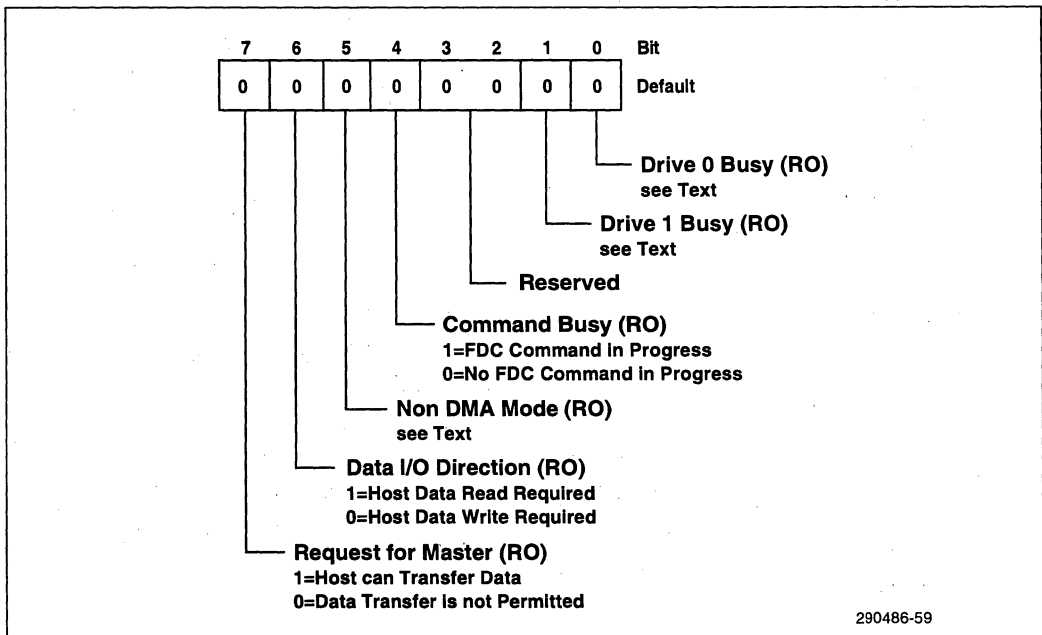 7 6 5 4 3 2 1 0 Bit
0 0 0 0 0 0 0 0 Default
Drive 0 Busy (RO)
see Text
Drive 1 Busy (RO)
see Text
Reserved
Command Busy (RO)
1=FDC Command in Progress
0=No FDC Command in Progress
Non DMA Mode (RO)
see Text
Data I/O Direction (RO)
1=Host Data Read Required
0=Host Data Write Required
Request for Master (RO)
1=Host can Transfer Data
0=Data Transfer is not Permitted
290486-59